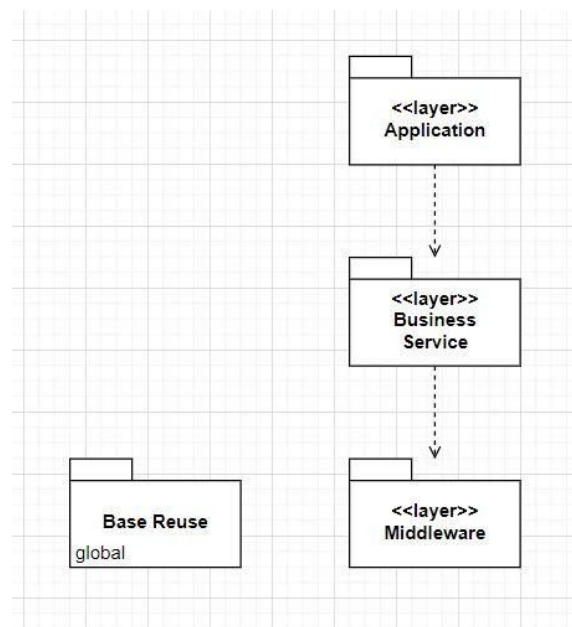 <<layer>>
Application
<<layer>>
Business
Service
Base Reuse
global
<<layer>>
Middleware